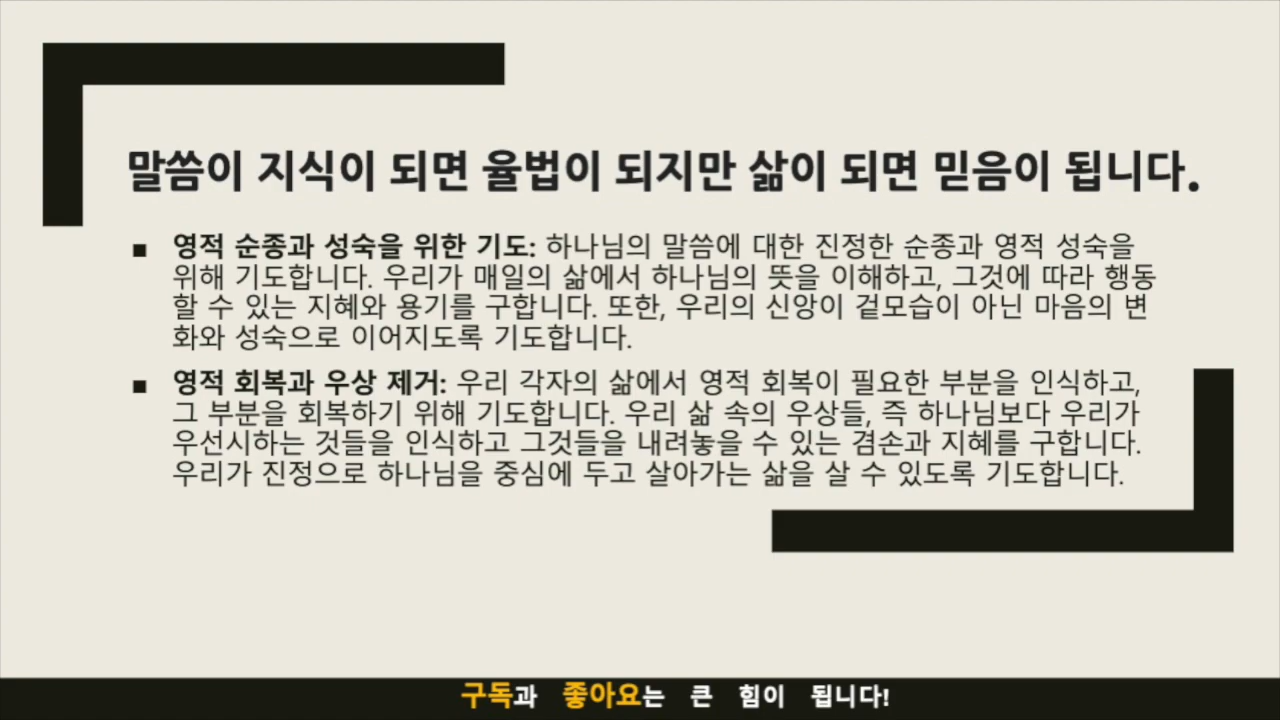 말씀이 지식이 되면 율법이 되지만 삶이 되면 믿음이 됩니다.
■ 영적 순종과 성숙을 위한 기도: 하나님의 말씀에 대한 진정한 순종과 영적 성숙을
위해 기도합니다. 우리가 매일의 삶에서 하나님의 뜻을 이해하고, 그것에 따라 행동
할 수 있는 지혜와 용기를 구합니다. 또한, 우리의 신앙이 겉모습이 아닌 마음의 변
화와 성숙으로 이어지도록 기도합니다.
■ 영적 회복과 우상 제거: 우리 각자의 삶에서 영적 회복이 필요한 부분을 인식하고,
그 부분을 회복하기 위해 기도합니다. 우리 삶 속의 우상들, 즉 하나님보다 우리가
우선시하는 것들을 인식하고 그것들을 내려놓을 수 있는 겸손과 지혜를 구합니다.
우리가 진정으로 하나님을 중심에 두고 살아가는 삶을 살 수 있도록 기도합니다.
구독과 좋아요는 큰 힘이 됩니다!